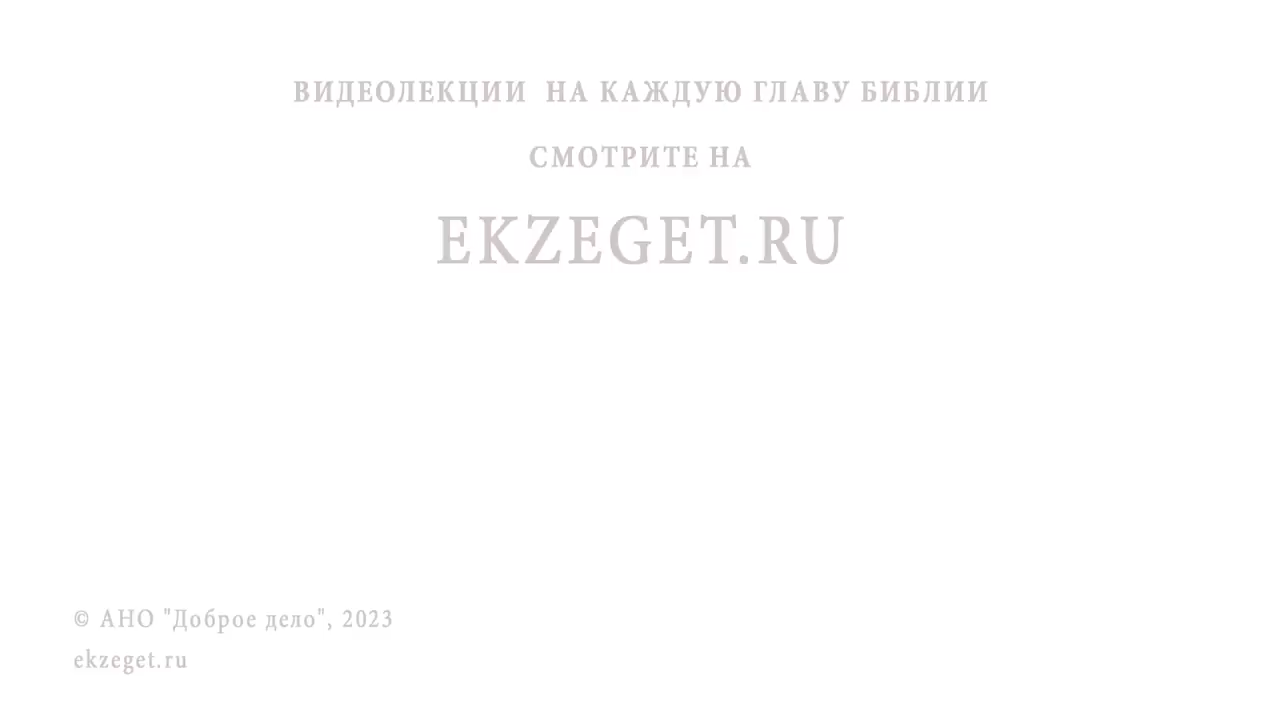 ВИДЕОЛЕКЦИИ НА КАЖДУЮ ГЛАВУ БИБЛИИ
СМОТРИТЕ НА
EKZEGET.RU
© АНО "Доброе дело", 2023
ekzeget.ru